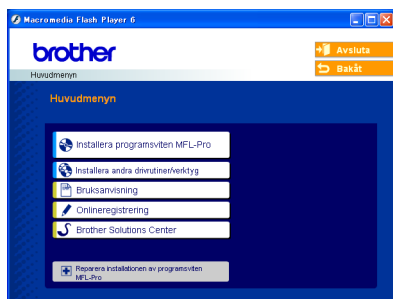 Macromedia Flash Player 6
brother
Avsluta
Bakåt
Huvudmenyn
Huvudmenyn
Installera programsviten MFL-Pro
Installera andra drivrutiner/verktyg
Bruksanvisning
Onlineregistrering
Brother Solutions Center
Reparera installationen av programsviten
MFL-Pro